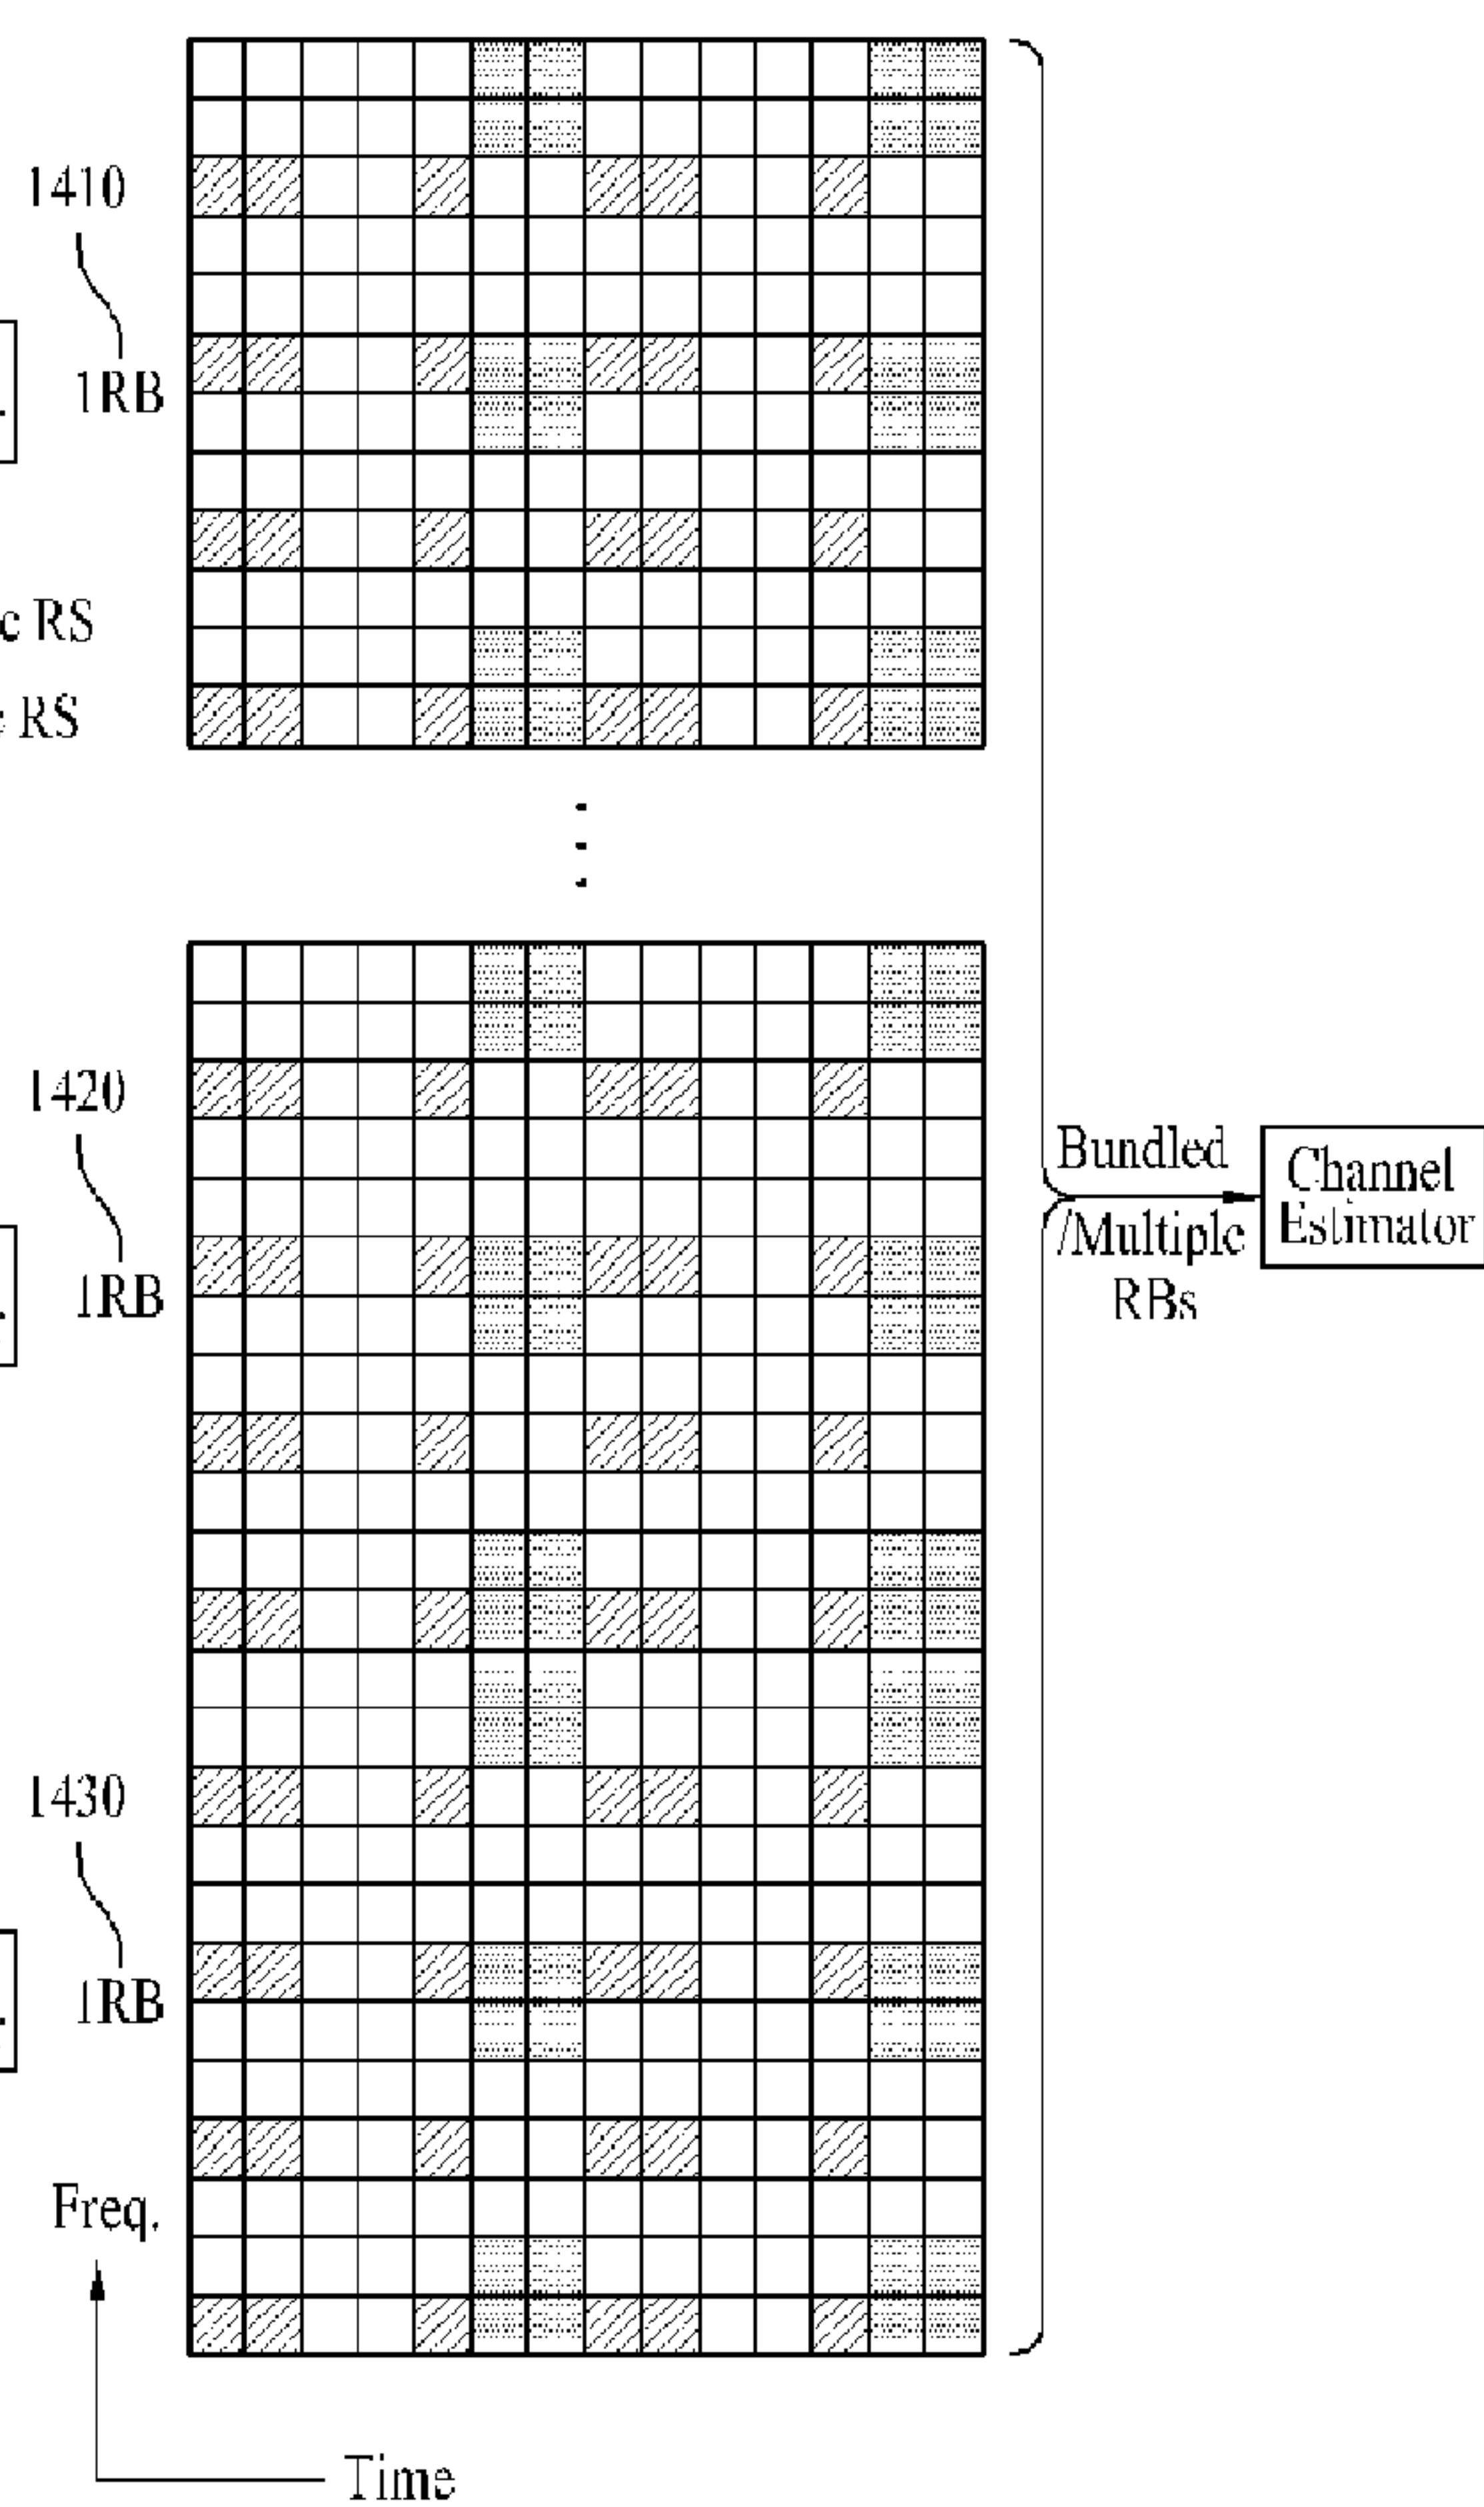 1410
1RB
c RS
RS
1420
1RB
Bundled
/Multiple
RBs
Channel
Estimator
1430
1RB
Freq.
Time